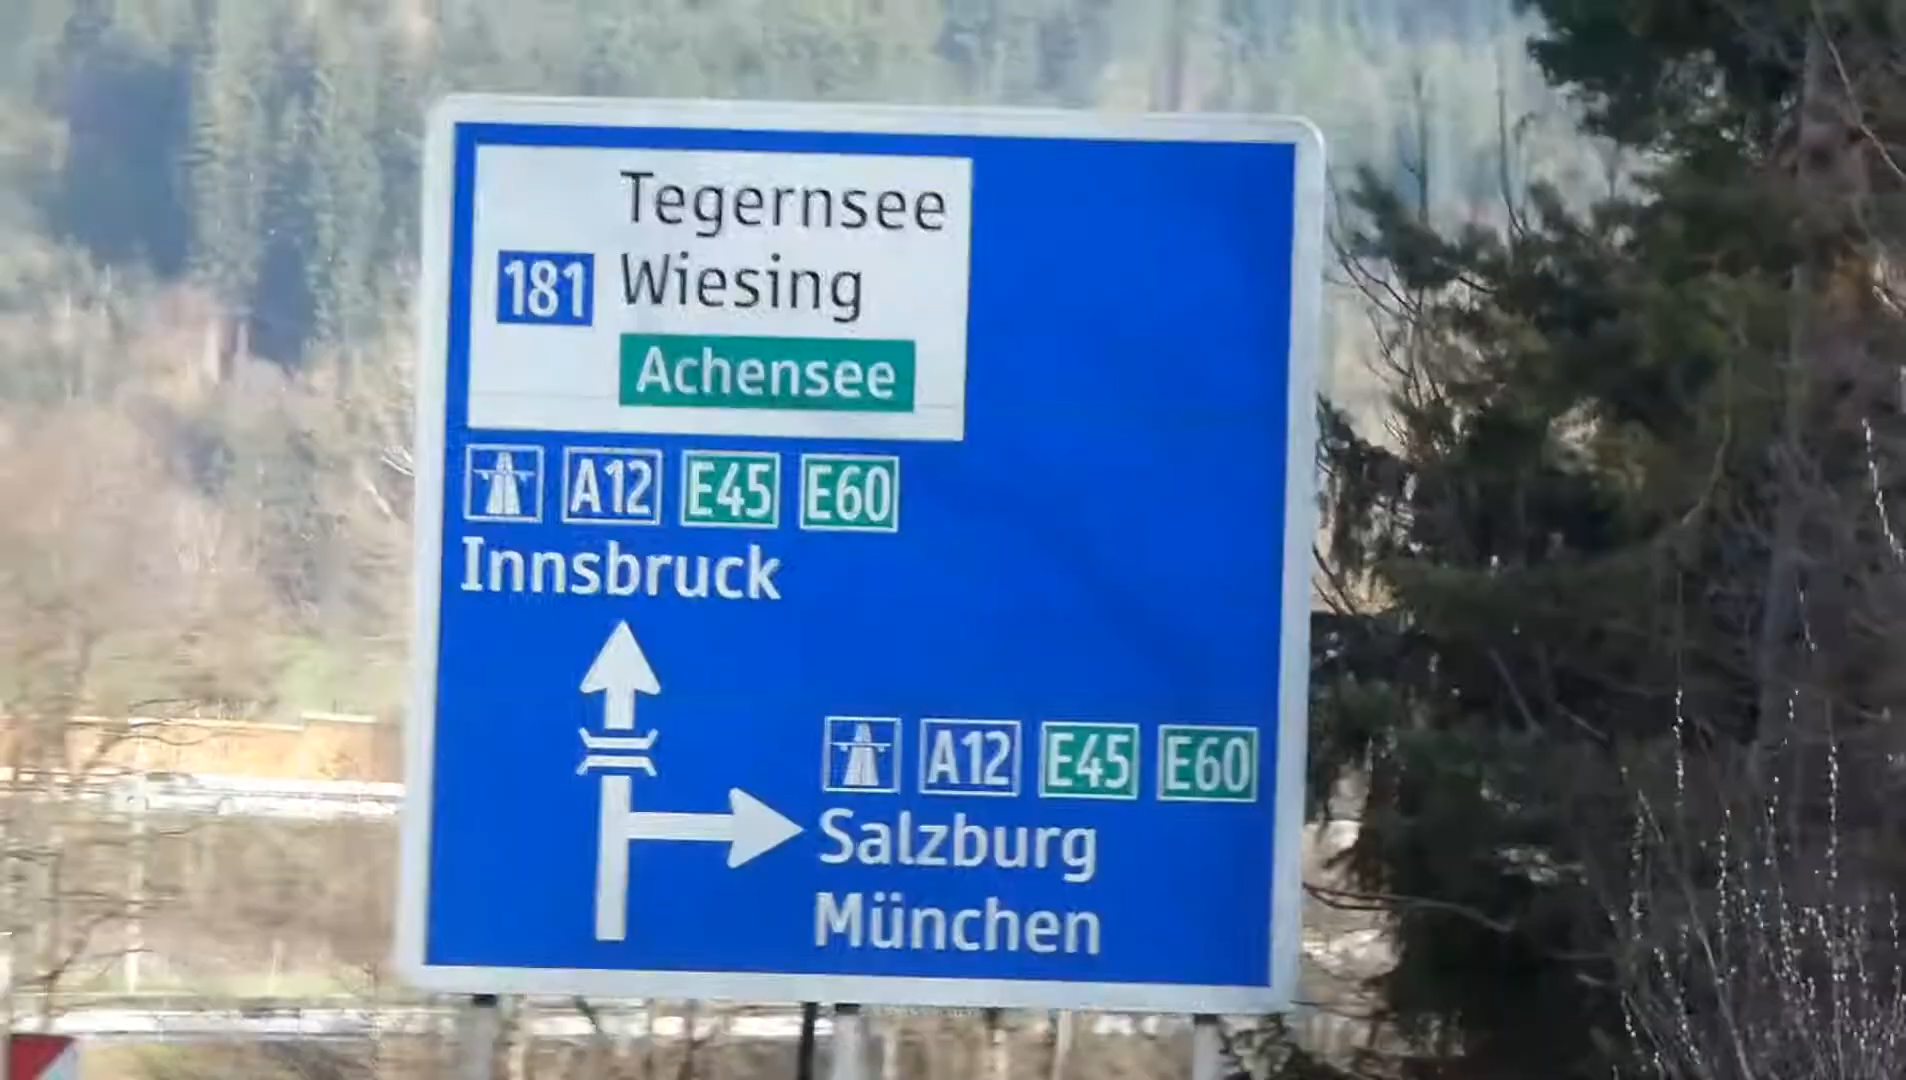 Tegernsee
181 Wiesing
Achensee
A12 E45 E60
Innsbruck
A12 E45 E60
Salzburg
München